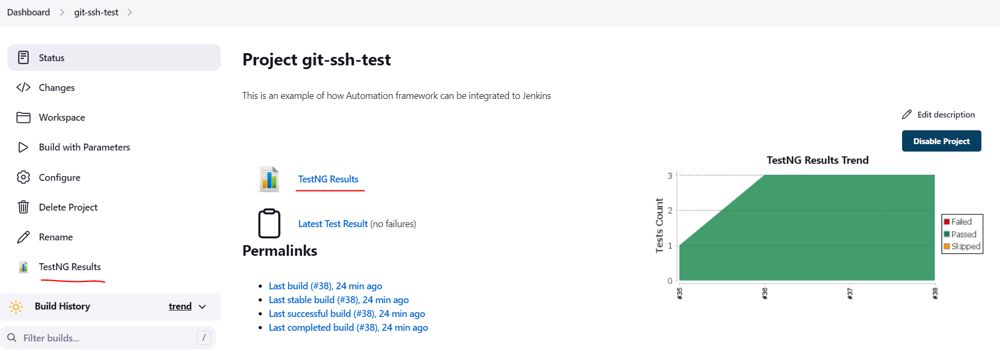 Dashboard > git-ssh-test >
Status
Changes
Workspace
Build with Parameters
Configure
Delete Project
Rename
TestNG Results
Build History
trend
Filter builds...
/
Project git-ssh-test
This is an example of how Automation framework can be integrated to Jenkins
Edit description
Disable Project
TestNG Results
Latest Test Result (no failures)
Permalinks
Last build (#38), 24 min ago
Last stable build (#38), 24 min ago
Last successful build (#38), 24 min ago
Last completed build (#38), 24 min ago
TestNG Results Trend
Tests Count
3
2
1
0
#35
#36
#37
#38
Failed
Passed
Skipped